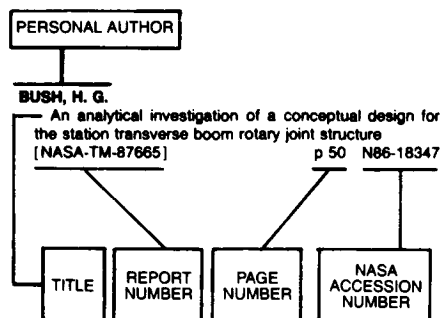 PERSONAL AUTHOR
BUSH, H. G.
An analytical investigation of a conceptual design for
the station transverse boom rotary joint structure
[NASA-TM-87665] p 50 N86-18347
TITLE
REPORT
NUMBER
PAGE
NUMBER
NASA
ACCESSION
NUMBER